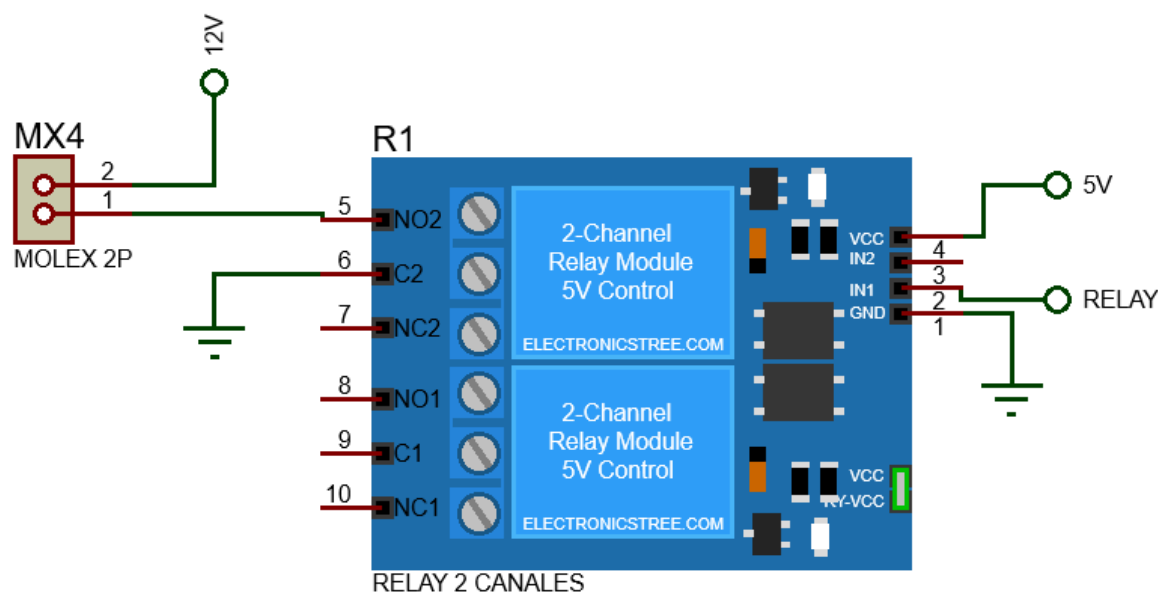 12V
MX4
2
1
MOLEX 2P
R1
5
NO2
6
C2
7
NC2
8
NO1
9
C1
10
NC1
2-Channel
Relay Module
5V Control
ELECTRONICSTREE.COM
2-Channel
Relay Module
5V Control
ELECTRONICSTREE.COM
VCC
4
IN2
3
IN1
2
GND
1
5V
RELAY
VCC
RY-VCC
RELAY 2 CANALES